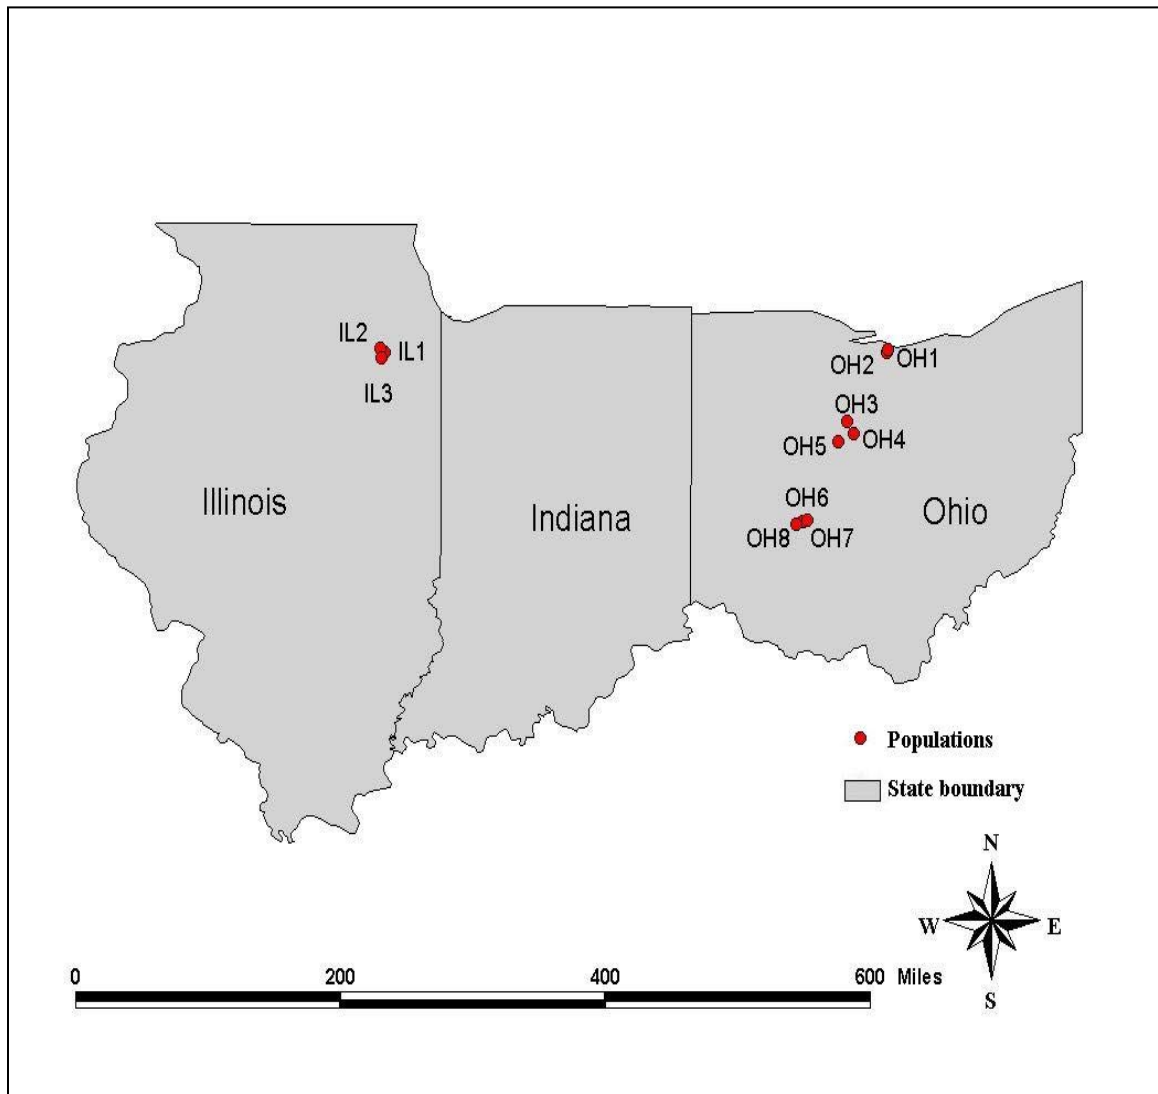 IL2
IL1
IL3
OH2
OH1
OH3
OH4
OH5
OH6
OH8
OH7
Illinois
Indiana
Ohio
Populations
State boundary
N
W
E
S
0 200 400 600 Miles